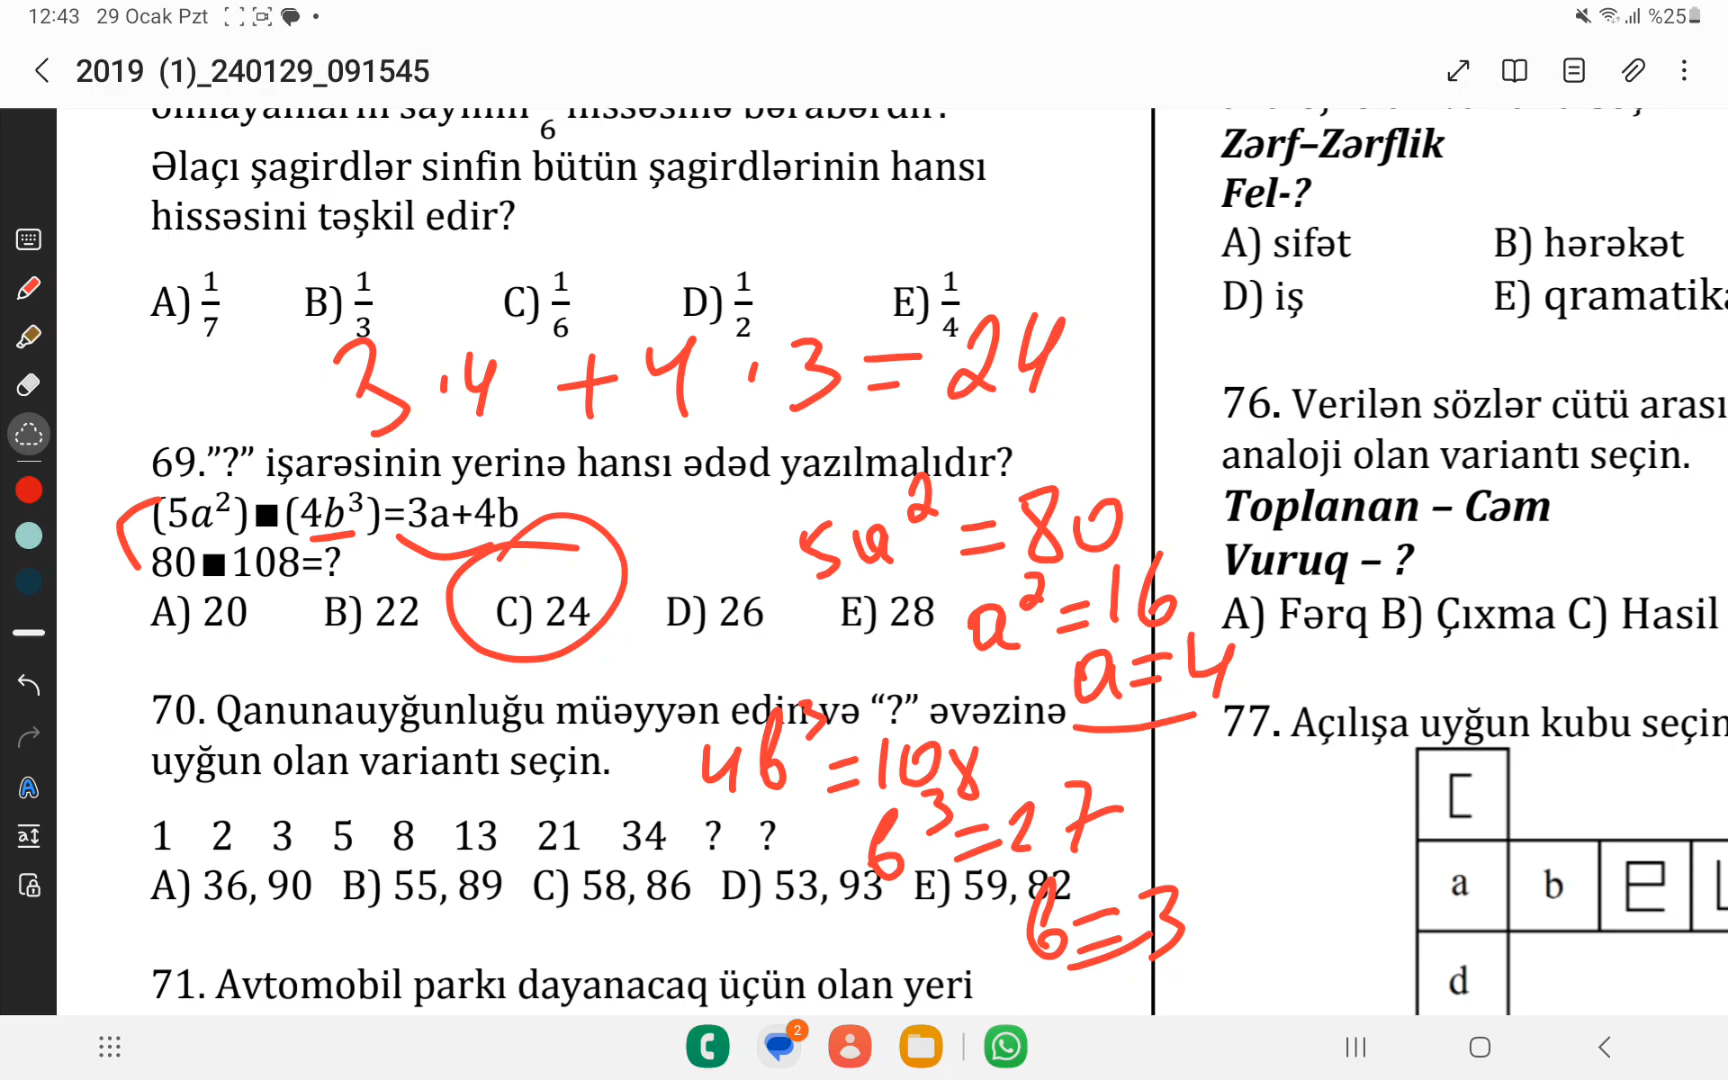 12:43 29 Ocak Pzt
%25
2019 (1)_240129_091545
6
Əlaçı şagirdlər sinfin bütün şagirdlərinin hansı
hissəsini təşkil edir?
A) 1/7 B) 1/3 C) 1/6 D) 1/2 E) 1/4
3 · 4 + 4 · 3 = 24
69."?" işarəsinin yerinə hansı ədəd yazılmalıdır?
(5a²)■(4b³)=3a+4b
80■108=?
A) 20 B) 22 C) 24 D) 26 E) 28
5a² = 80
a² = 16
a = 4
70. Qanunauyğunluğu müəyyən edin və “?” əvəzinə
uyğun olan variantı seçin.
4b³ = 108
b³ = 27
b = 3
1 2 3 5 8 13 21 34 ? ?
A) 36, 90 B) 55, 89 C) 58, 86 D) 53, 93 E) 59, 82
71. Avtomobil parkı dayanacaq üçün olan yeri
Zərf–Zərflik
Fel-?
A) sifət B) hərəkət
D) iş E) qramatika
76. Verilən sözlər cütü arası
analoji olan variantı seçin.
Toplanan – Cəm
Vuruq – ?
A) Fərq B) Çıxma C) Hasil
77. Açılışa uyğun kubu seçin
a b
d
2